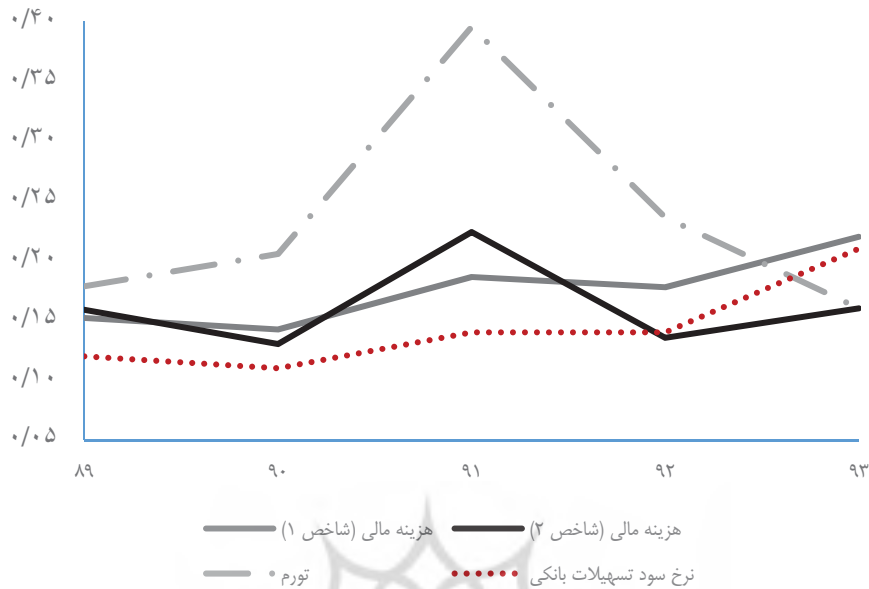 ۰/۴۰
۰/۳۵
۰/۳۰
۰/۲۵
۰/۲۰
۰/۱۵
۰/۱۰
۰/۰۵
۸۹ ۹۰ ۹۱ ۹۲ ۹۳
هزینه مالی (شاخص ۲) هزینه مالی (شاخص ۱)
نرخ سود تسهیلات بانکی تورم